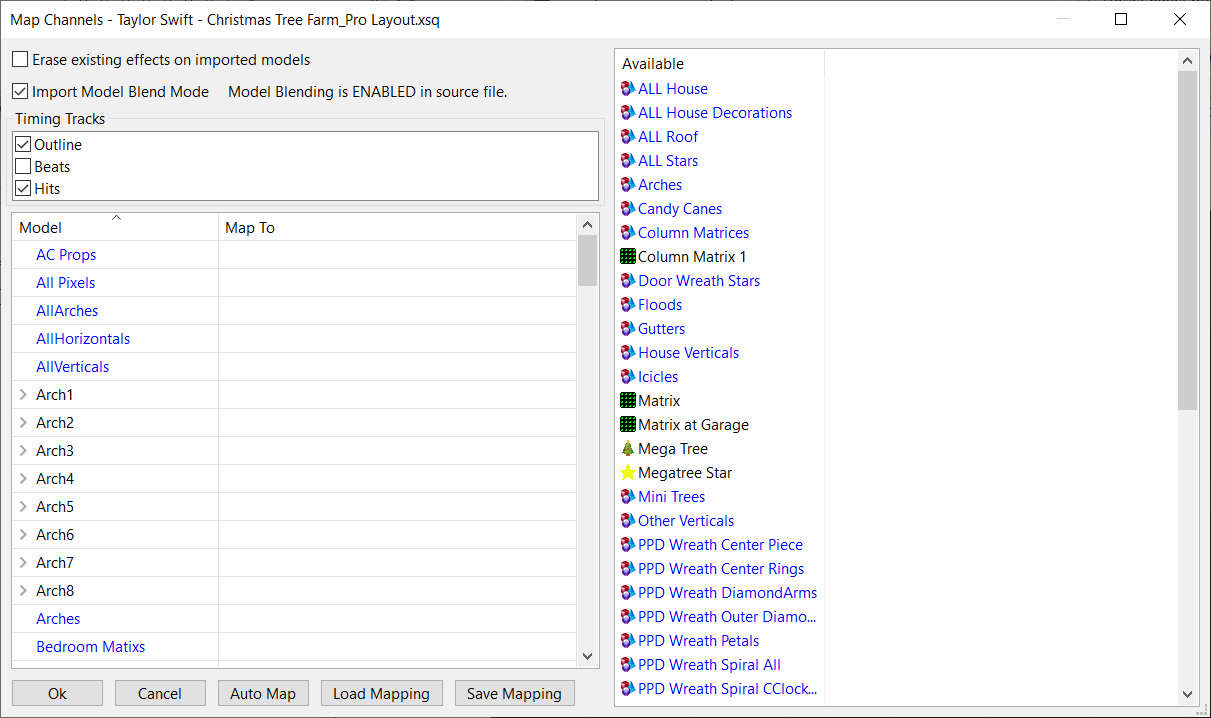 Map Channels - Taylor Swift - Christmas Tree Farm_Pro Layout.xsq
Erase existing effects on imported models
Import Model Blend Mode Model Blending is ENABLED in source file.
Timing Tracks
Outline
Beats
Hits
Model Map To
AC Props
All Pixels
AllArches
AllHorizontals
AllVerticals
Arch1
Arch2
Arch3
Arch4
Arch5
Arch6
Arch7
Arch8
Arches
Bedroom Matixs
Ok Cancel Auto Map Load Mapping Save Mapping
Available
ALL House
ALL House Decorations
ALL Roof
ALL Stars
Arches
Candy Canes
Column Matrices
Column Matrix 1
Door Wreath Stars
Floods
Gutters
House Verticals
Icicles
Matrix
Matrix at Garage
Mega Tree
Megatree Star
Mini Trees
Other Verticals
PPD Wreath Center Piece
PPD Wreath Center Rings
PPD Wreath DiamondArms
PPD Wreath Outer Diamo...
PPD Wreath Petals
PPD Wreath Spiral All
PPD Wreath Spiral CClock...